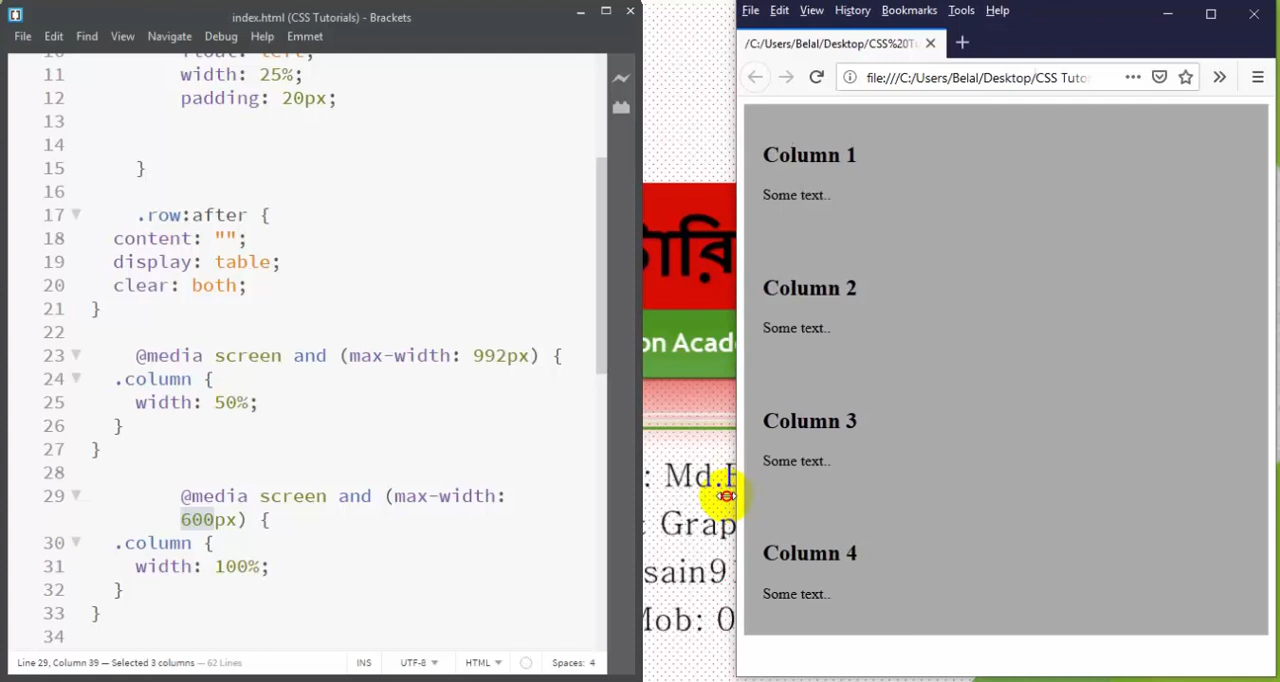 index.html (CSS Tutorials) - Brackets
File Edit Find View Navigate Debug Help Emmet
11 width: 25%;
12 padding: 20px;
13
14
15 }
16
17 .row:after {
18 content: "";
19 display: table;
20 clear: both;
21 }
22
23 @media screen and (max-width: 992px) {
24 .column {
25 width: 50%;
26 }
27 }
28
29 @media screen and (max-width:
600px) {
30 .column {
31 width: 100%;
32 }
33 }
34
Line 29, Column 39 — Selected 3 columns — 62 Lines
INS UTF-8 HTML Spaces: 4
on Acad
: Md.
Grap
sain9
Mob: 0
File Edit View History Bookmarks Tools Help
/C:/Users/Belal/Desktop/CSS%20Tu
file:///C:/Users/Belal/Desktop/CSS Tutor
Column 1
Some text..
Column 2
Some text..
Column 3
Some text..
Column 4
Some text..